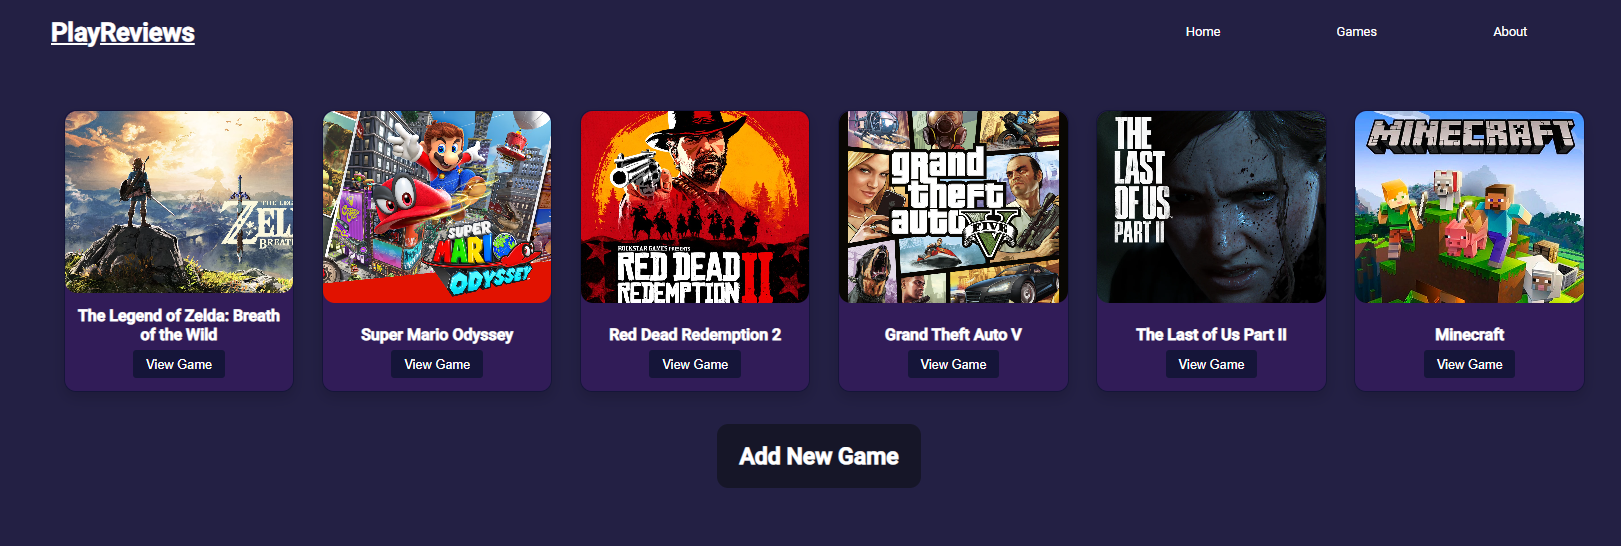 PlayReviews
Home
Games
About
THE LEG
ZEL
BREAT
SUPER
MARIO
ODYSSEY
ROCKSTAR GAMES PRESENTS
RED DEAD
REDEMPTION II
grand
theft
auto V
FIVE
THE
LAST
OF US
PART II
MINECRAFT
The Legend of Zelda: Breath
of the Wild
View Game
Super Mario Odyssey
View Game
Red Dead Redemption 2
View Game
Grand Theft Auto V
View Game
The Last of Us Part II
View Game
Minecraft
View Game
Add New Game